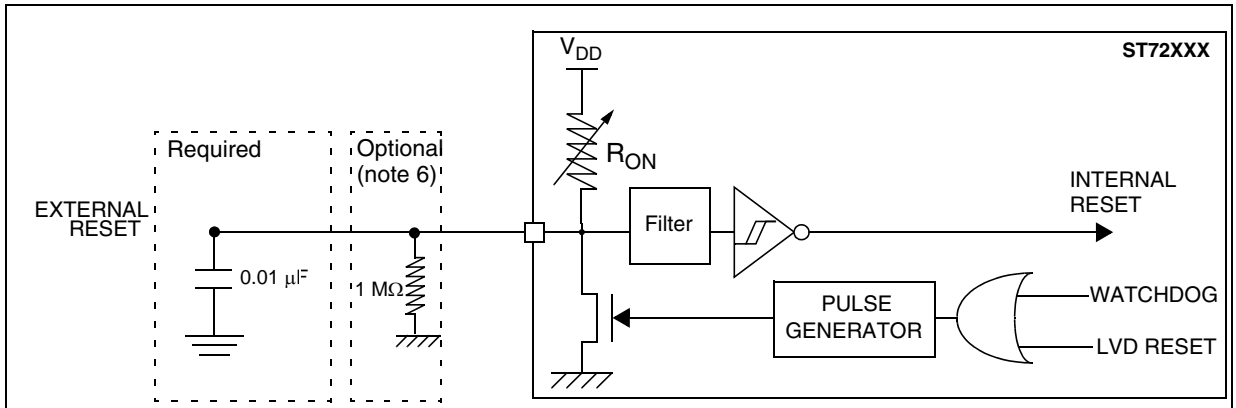 V_DD
ST72XXX
Required
Optional
(note 6)
R_ON
EXTERNAL
RESET
Filter
INTERNAL
RESET
0.01 μF
1 MΩ
PULSE
GENERATOR
WATCHDOG
LVD RESET